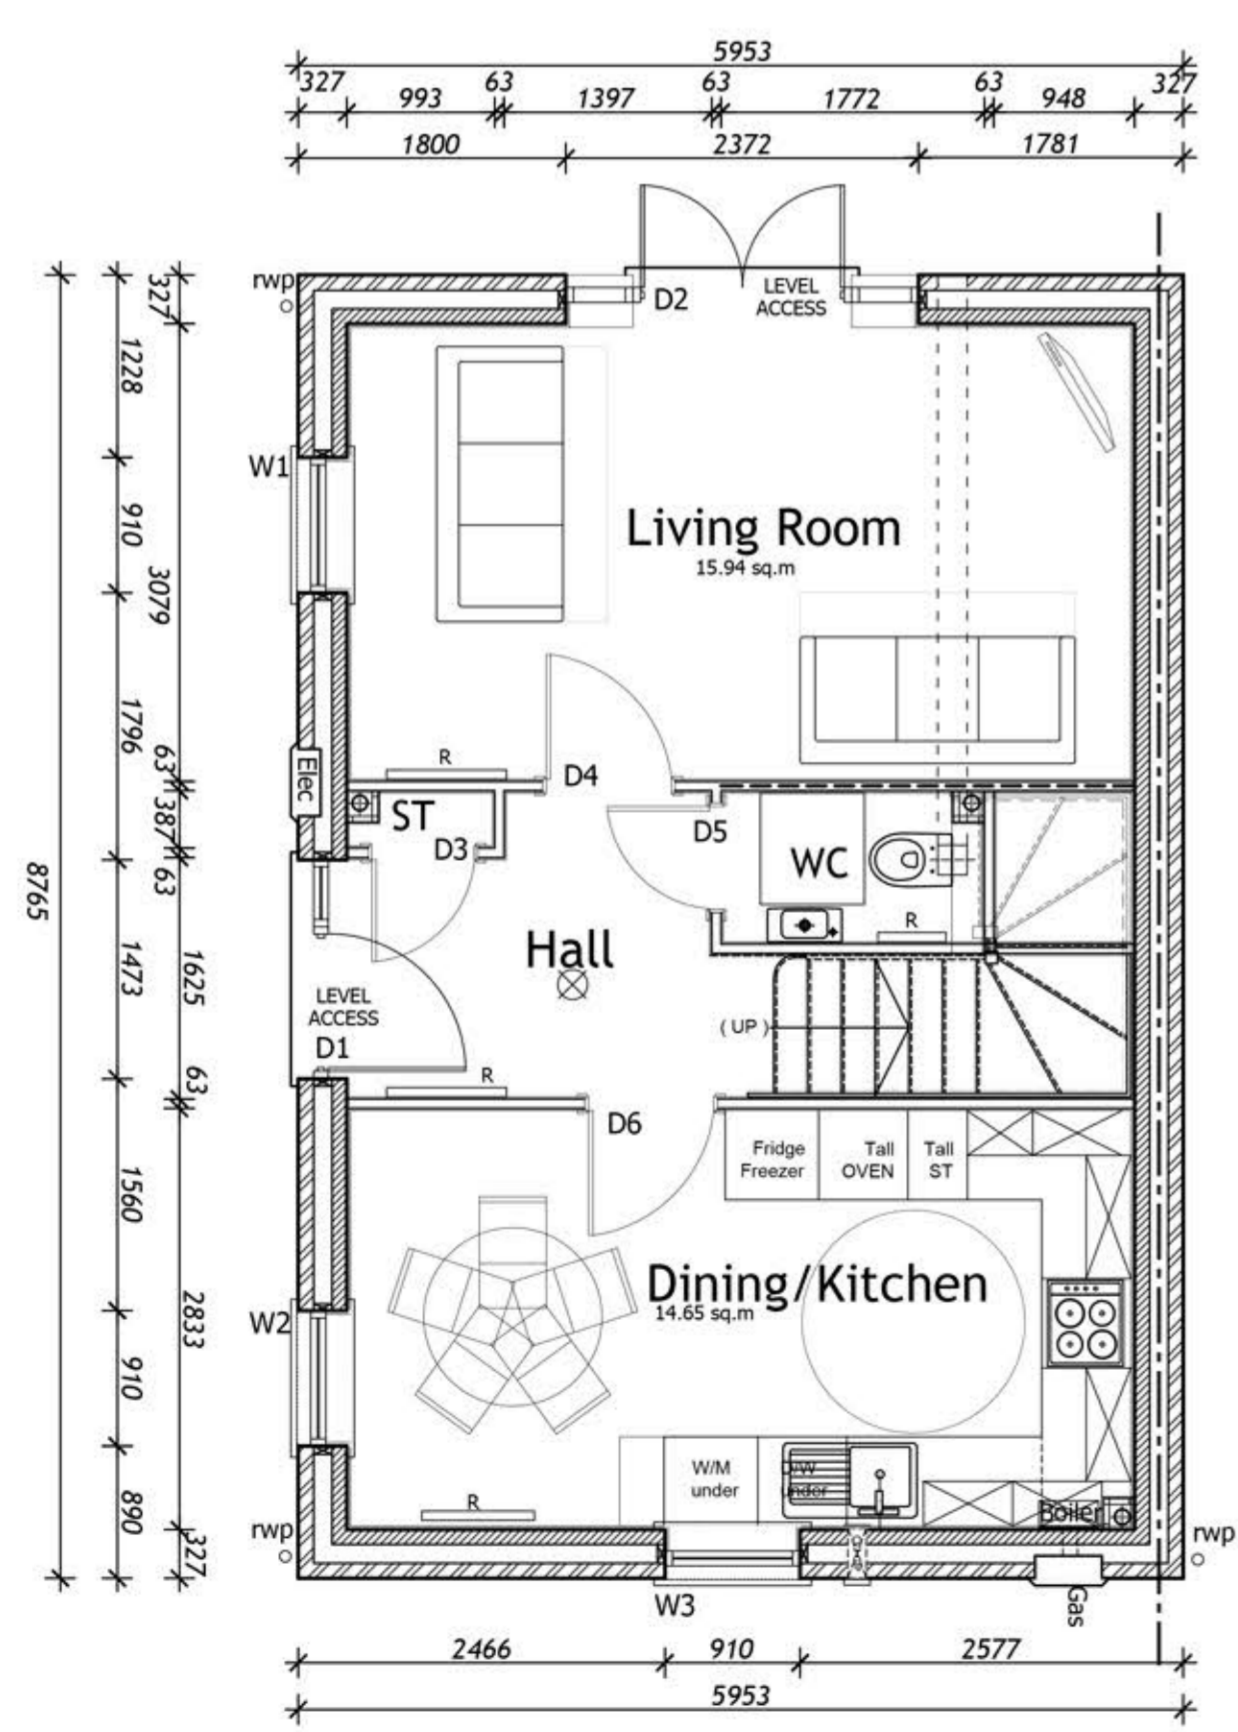 5953
327
63
63
63
327
993
1397
1772
948
1800
2372
1781
rwp
D2
LEVEL
ACCESS
327
1228
W1
910
Living Room
15.94 sq.m
3079
1796
63
R
Elec
D4
387
ST
D3
D5
WC
63
8765
R
Hall
1473
1625
LEVEL
ACCESS
D1
( UP )
63
R
D6
Fridge
Freezer
Tall
OVEN
Tall
ST
1560
Dining/Kitchen
14.65 sq.m
W2
2833
910
W/M
under
D/W
under
890
R
Boiler
rwp
327
rwp
W3
Gas
2466
910
2577
5953